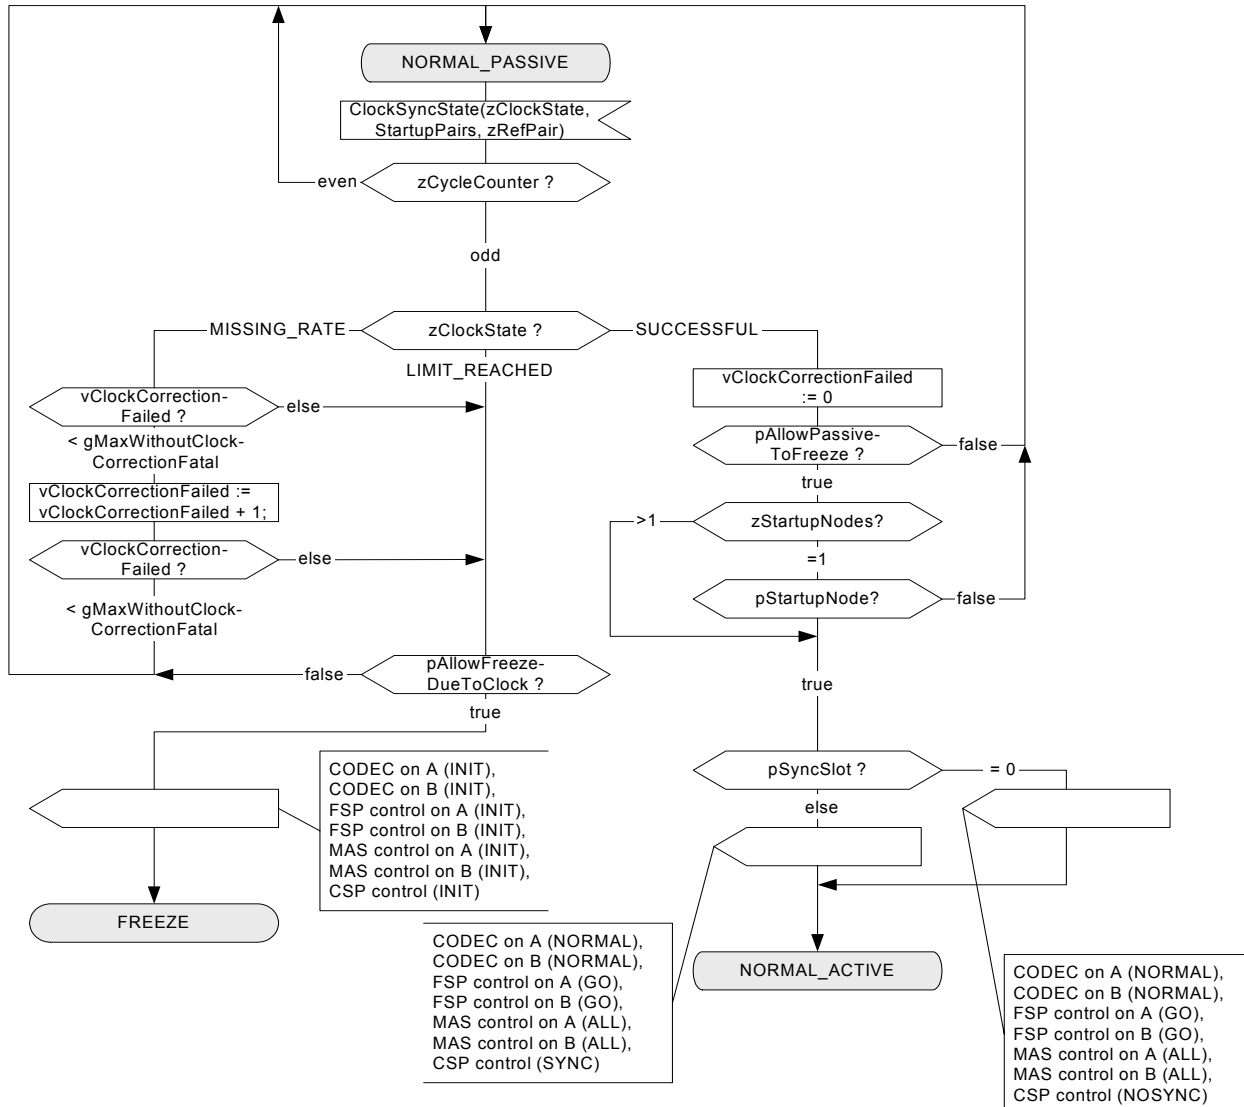 NORMAL_PASSIVE
ClockSyncState(zClockState,
StartupPairs, zRefPair)
even
zCycleCounter ?
odd
MISSING_RATE
zClockState ?
SUCCESSFUL
LIMIT_REACHED
vClockCorrection-
Failed ?
else
< gMaxWithoutClock-
CorrectionFatal
vClockCorrectionFailed :=
vClockCorrectionFailed + 1;
vClockCorrection-
Failed ?
else
< gMaxWithoutClock-
CorrectionFatal
vClockCorrectionFailed
:= 0
pAllowPassive-
ToFreeze ?
false
true
>1
zStartupNodes?
=1
pStartupNode?
false
false
pAllowFreeze-
DueToClock ?
true
true
CODEC on A (INIT),
CODEC on B (INIT),
FSP control on A (INIT),
FSP control on B (INIT),
MAS control on A (INIT),
MAS control on B (INIT),
CSP control (INIT)
FREEZE
pSyncSlot ?
= 0
else
CODEC on A (NORMAL),
CODEC on B (NORMAL),
FSP control on A (GO),
FSP control on B (GO),
MAS control on A (ALL),
MAS control on B (ALL),
CSP control (SYNC)
NORMAL_ACTIVE
CODEC on A (NORMAL),
CODEC on B (NORMAL),
FSP control on A (GO),
FSP control on B (GO),
MAS control on A (ALL),
MAS control on B (ALL),
CSP control (NOSYNC)